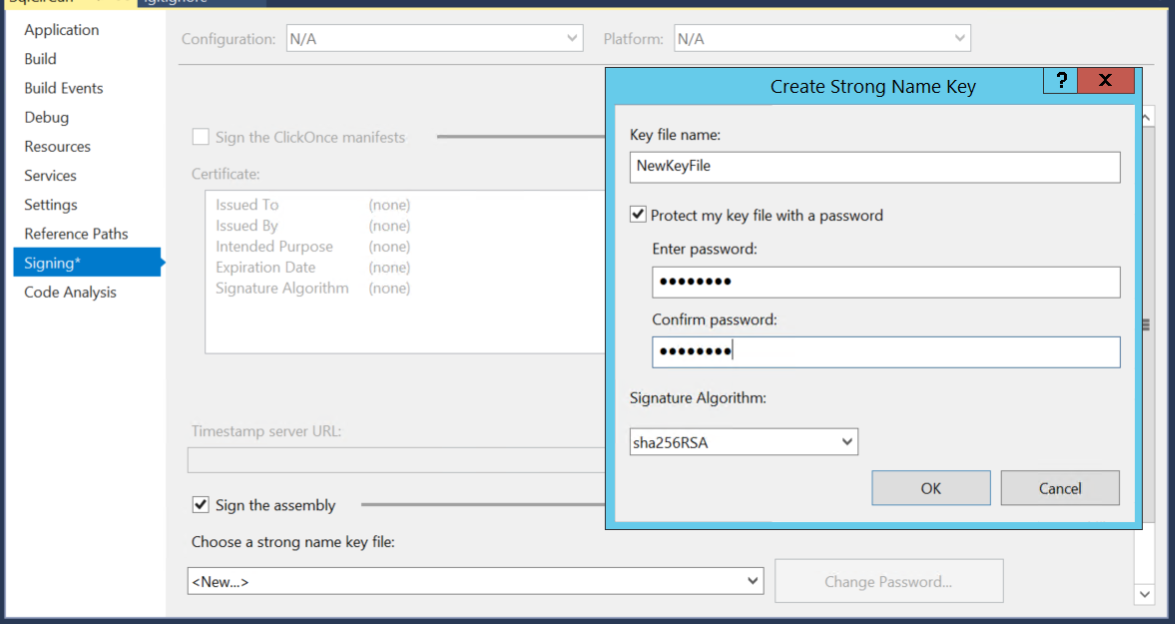 .gitignore
Application
Build
Build Events
Debug
Resources
Services
Settings
Reference Paths
Signing*
Code Analysis
Configuration: N/A Platform: N/A
Sign the ClickOnce manifests
Certificate:
Issued To (none)
Issued By (none)
Intended Purpose (none)
Expiration Date (none)
Signature Algorithm (none)
Timestamp server URL:
Sign the assembly
Choose a strong name key file:
<New...>
Change Password...
Create Strong Name Key
? X
Key file name:
NewKeyFile
Protect my key file with a password
Enter password:
●●●●●●●●
Confirm password:
●●●●●●●●
Signature Algorithm:
sha256RSA
OK Cancel